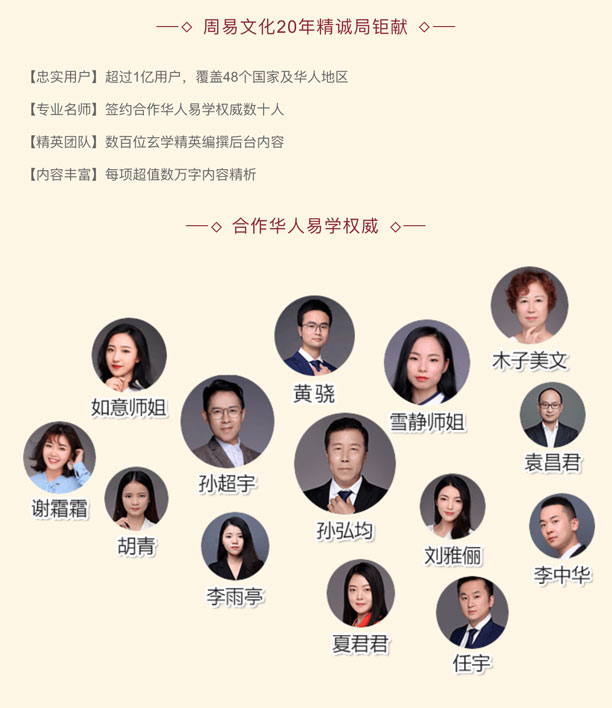 周易文化20年精诚局钜献
【忠实用户】超过1亿用户，覆盖48个国家及华人地区
【专业名师】签约合作华人易学权威数十人
【精英团队】数百位玄学精英编撰后台内容
【内容丰富】每项超值数万字内容精析
合作华人易学权威
木子美文
如意师姐
黄骁
雪静师姐
袁昌君
谢霜霜
孙超宇
胡青
孙弘均
刘雅俪
李中华
李雨亭
夏君君
任宇